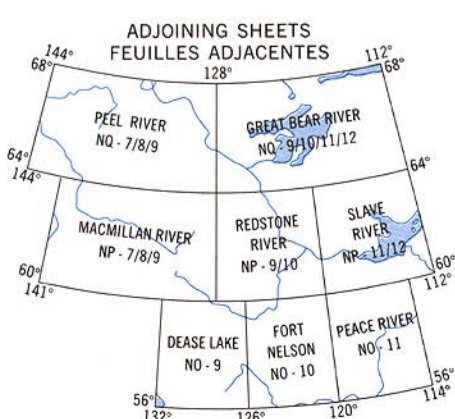 ADJOINING SHEETS
FEUILLES ADJACENTES
144°
128°
112°
68°
68°
PEEL RIVER
NQ - 7/8/9
GREAT BEAR RIVER
NQ - 9/10/11/12
64°
144°
64°
MACMILLAN RIVER
NP - 7/8/9
REDSTONE
RIVER
NP - 9/10
SLAVE
RIVER
NP - 11/12
60°
141°
60°
112°
DEASE LAKE
NO - 9
FORT
NELSON
NO - 10
PEACE RIVER
NO - 11
56°
132°
126°
120°
56°
114°